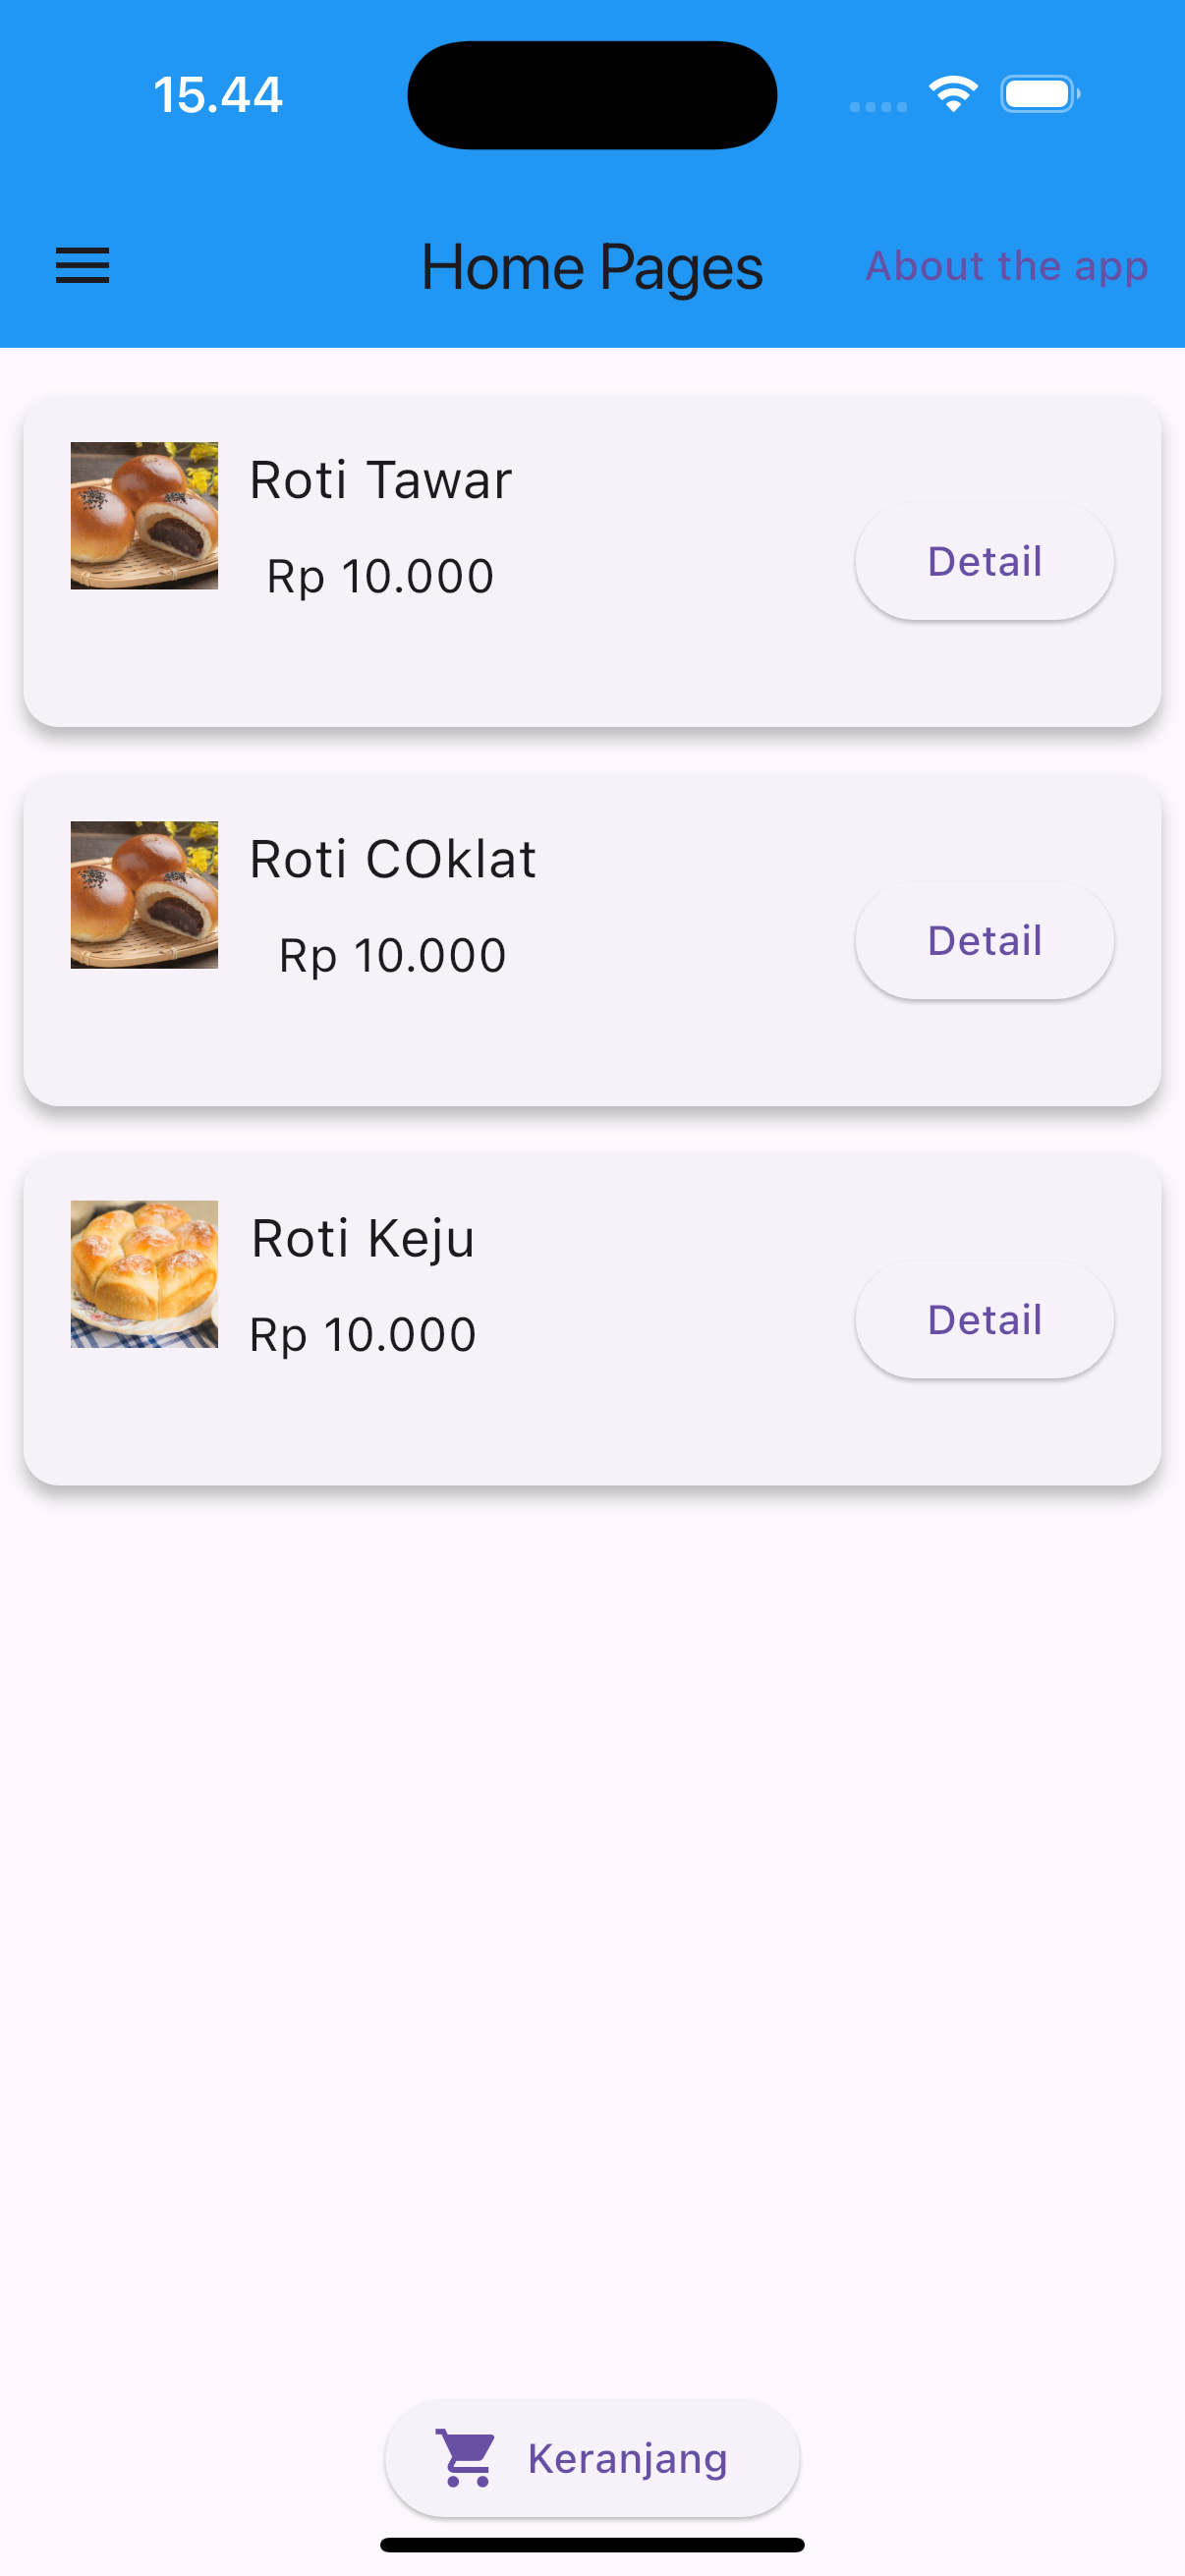 15.44
Home Pages
About the app
Roti Tawar
Rp 10.000
Detail
Roti COklat
Rp 10.000
Detail
Roti Keju
Rp 10.000
Detail
Keranjang